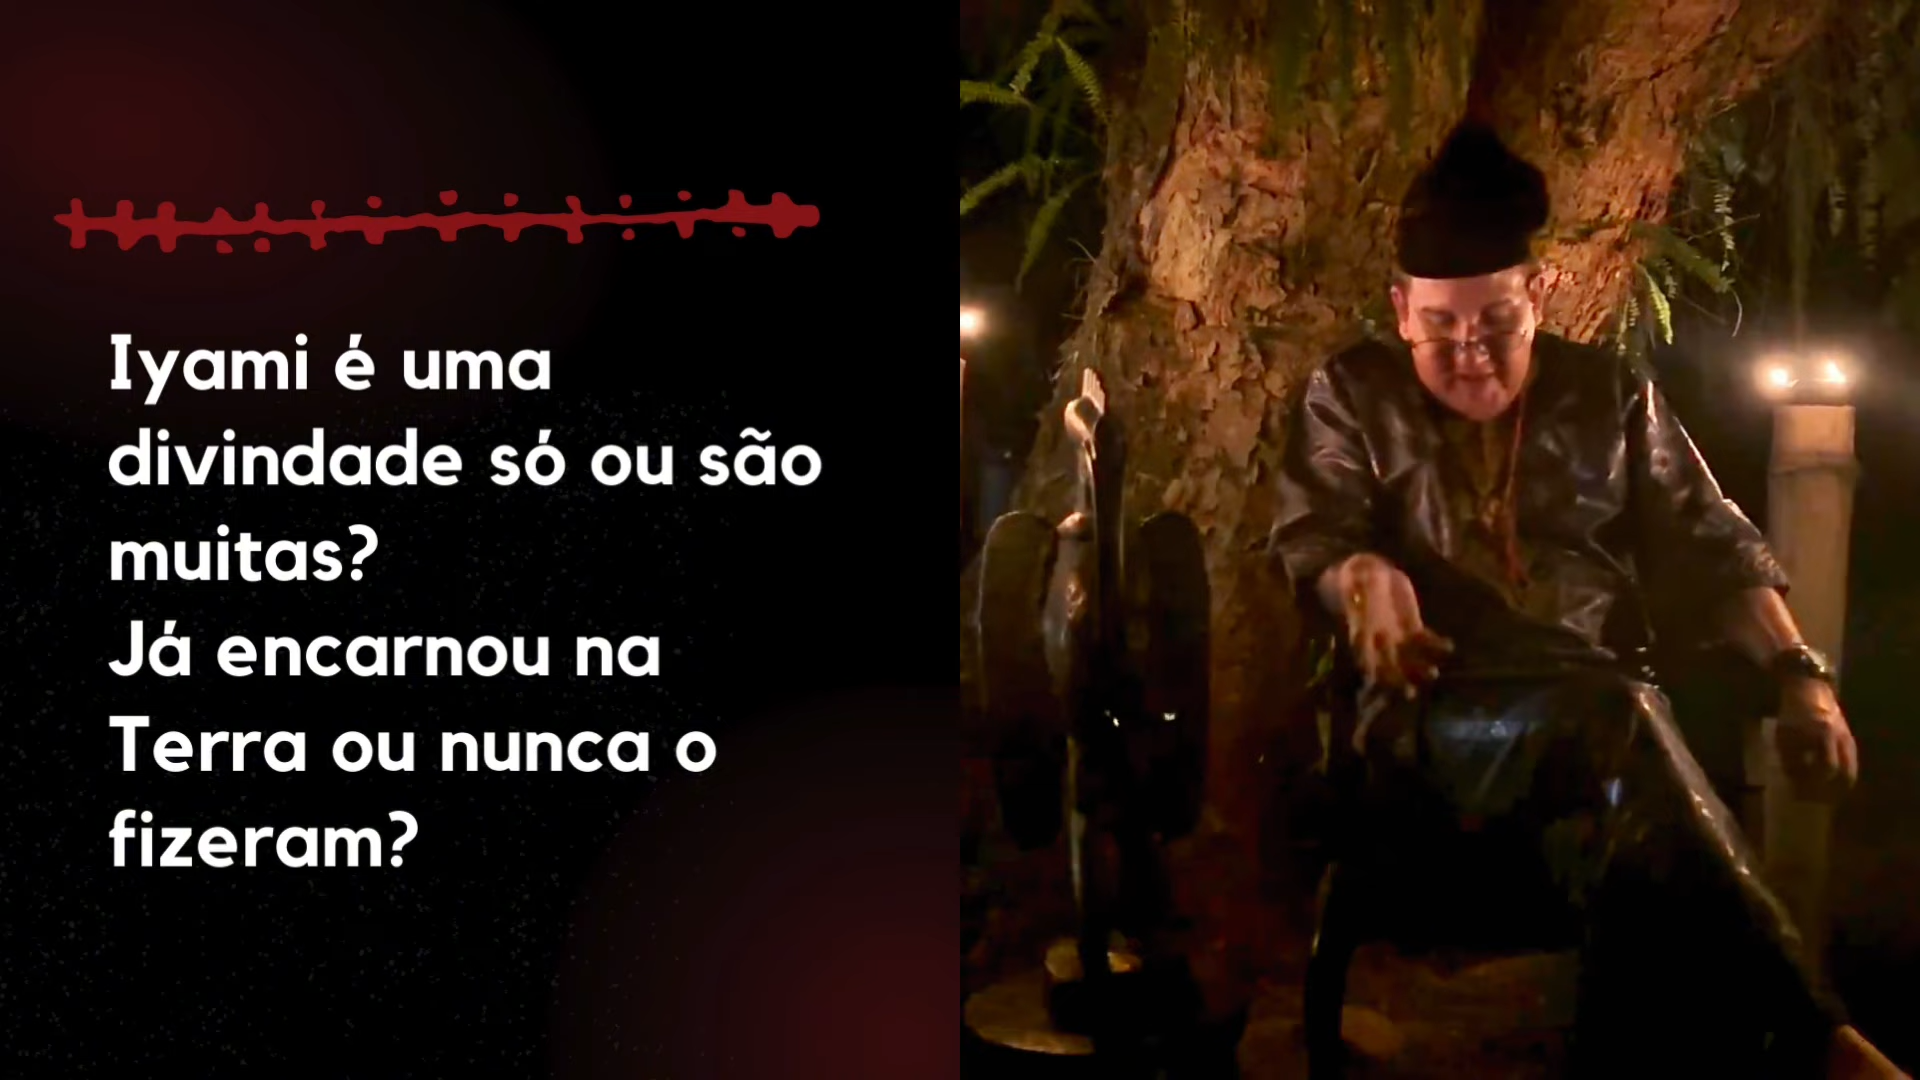 Iyami é uma
divindade só ou são
muitas?
Já encarnou na
Terra ou nunca o
fizeram?